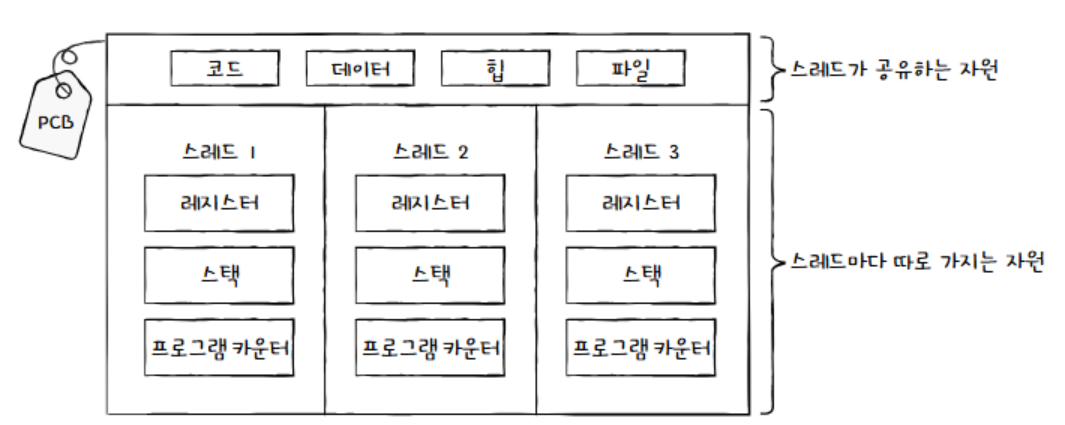 코드 데이터 힙 파일
스레드가 공유하는 자원
PCB
스레드 1 스레드 2 스레드 3
레지스터 레지스터 레지스터
스택 스택 스택
스레드마다 따로 가지는 자원
프로그램 카운터 프로그램 카운터 프로그램 카운터